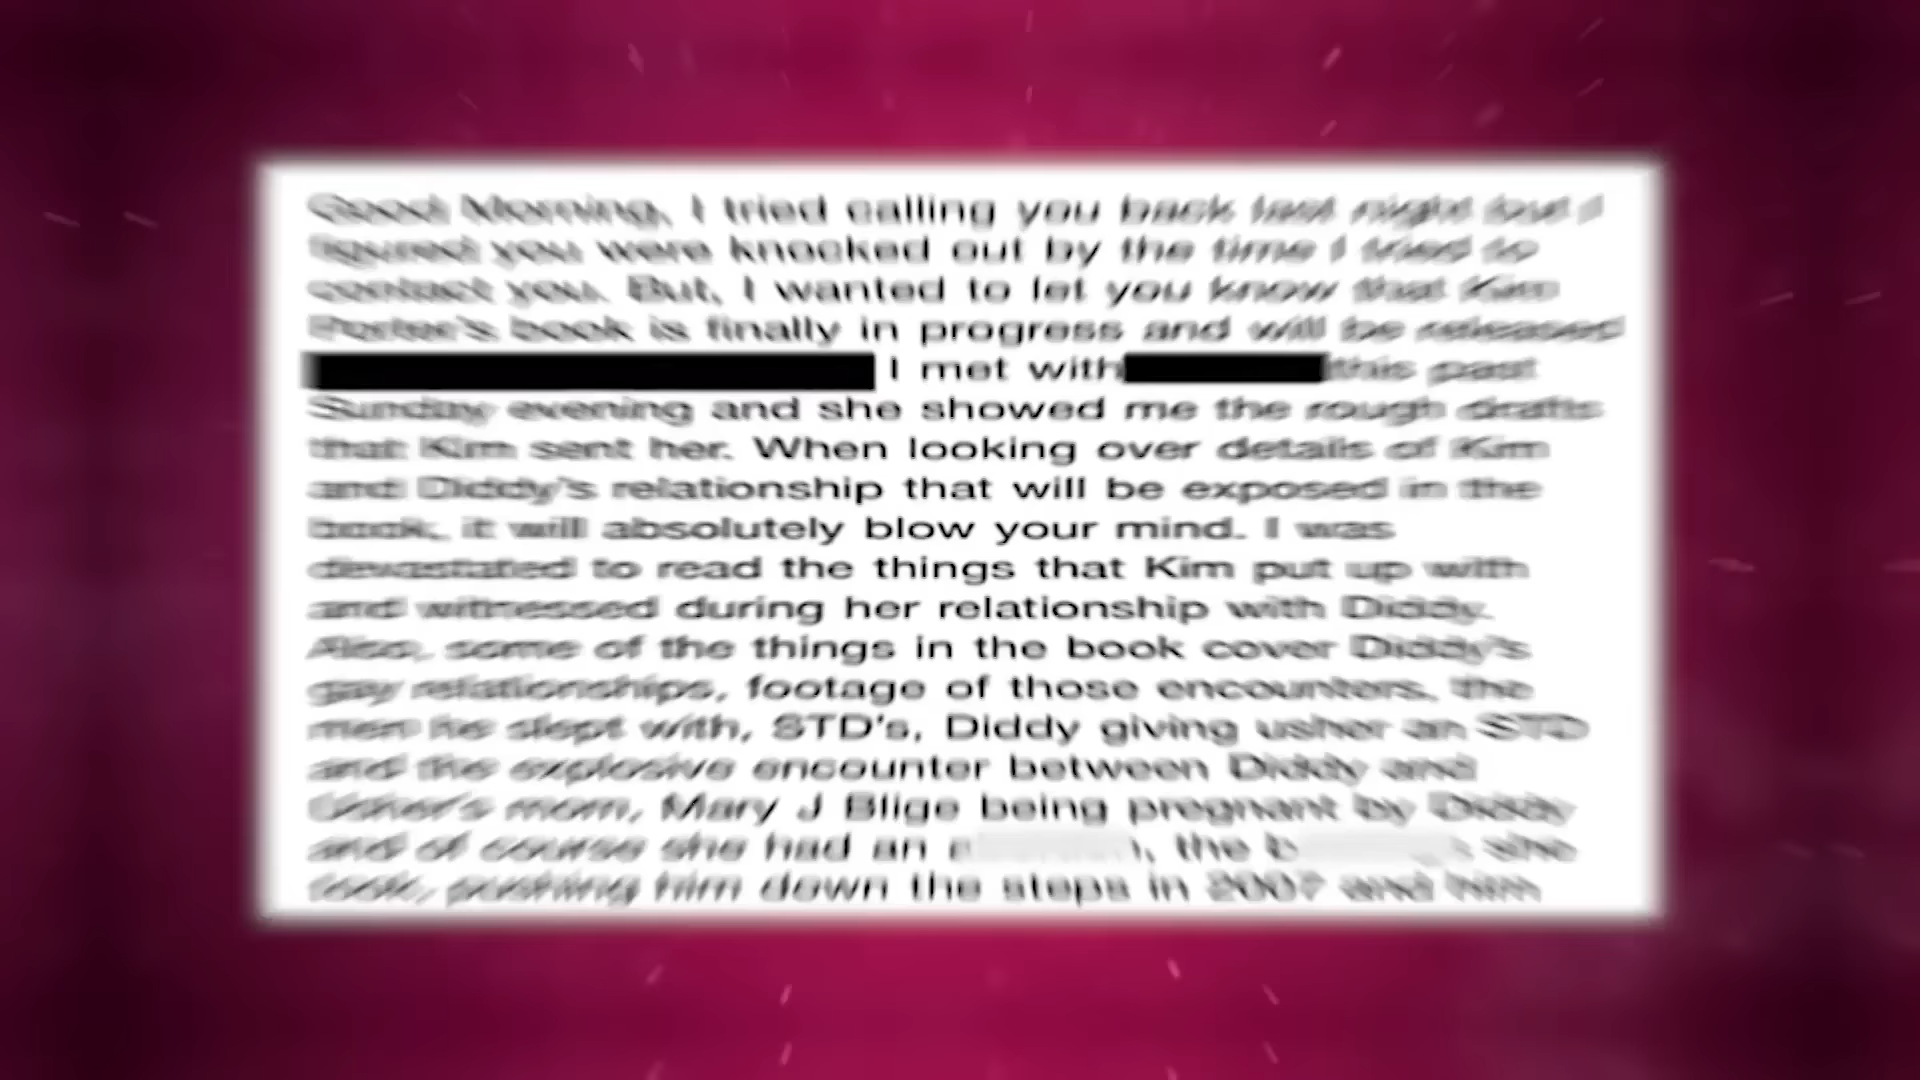 Good Morning, I tried calling you back last night but I
figured you were knocked out by the time I tried to
contact you. But, I wanted to let you know that Kim
Porter's book is finally in progress and will be released
I met with this past
Sunday evening and she showed me the rough drafts
that Kim sent her. When looking over details of Kim
and Diddy's relationship that will be exposed in the
book, it will absolutely blow your mind. I was
devastated to read the things that Kim put up with
and witnessed during her relationship with Diddy.
Also, some of the things in the book cover Diddy's
gay relationships, footage of those encounters, the
men he slept with, STD's, Diddy giving usher an STD
and the explosive encounter between Diddy and
Usher's mom, Mary J Blige being pregnant by Diddy
and of course she had an the she
took, pushing him down the steps in 2007 and him